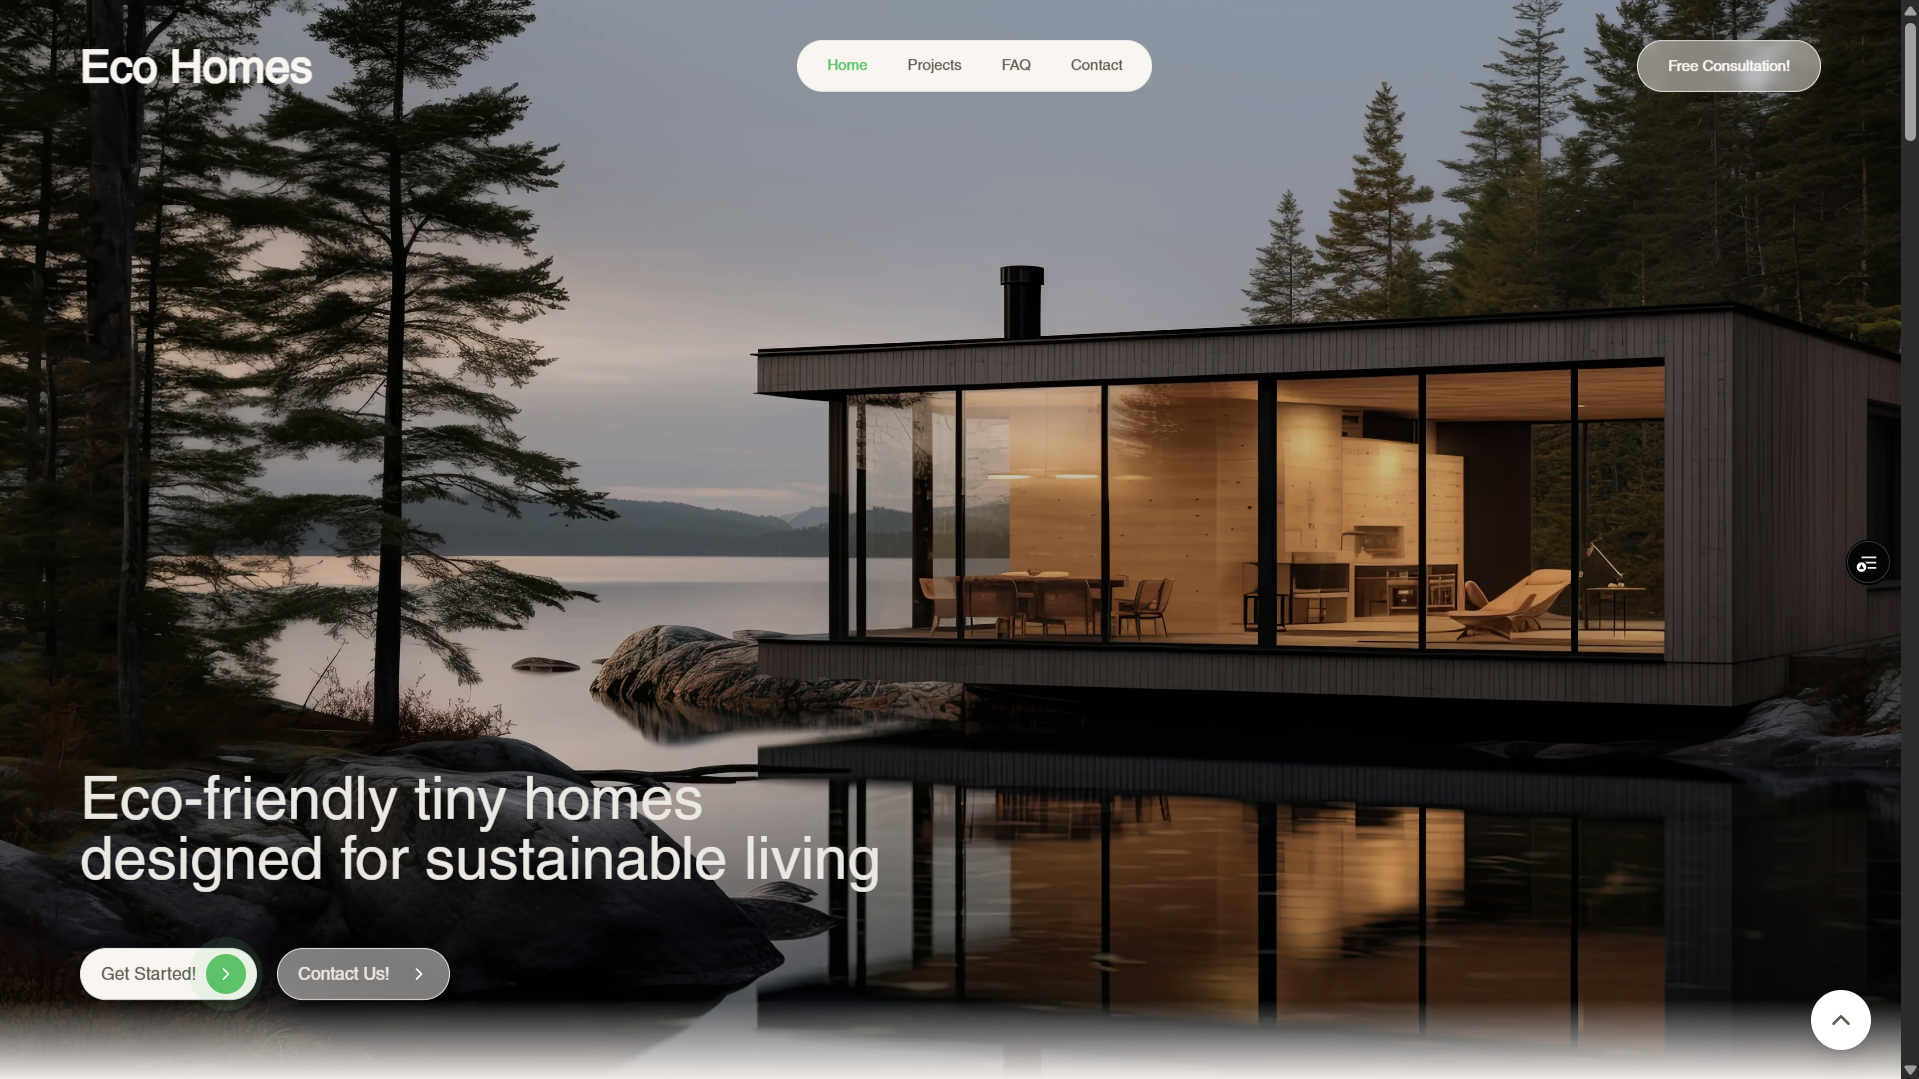 Eco Homes
Home
Projects
FAQ
Contact
Free Consultation!
Eco-friendly tiny homes
designed for sustainable living
Get Started!
Contact Us!